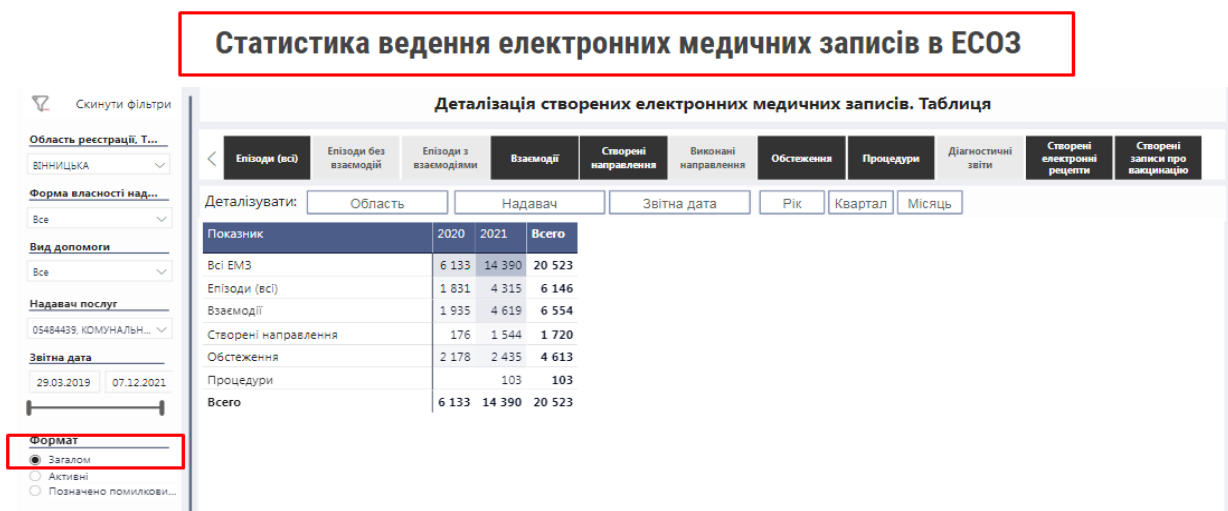 Статистика ведення електронних медичних записів в ЕСОЗ
Скинути фільтри
Деталізація створених електронних медичних записів. Таблиця
Область реєстрації, Т...
ВІННИЦЬКА
Форма власності над...
Все
Вид допомоги
Все
Надавач послуг
05484439, КОМУНАЛЬН...
Звітна дата
29.03.2019 07.12.2021
Формат
Загалом
Активні
Позначено помилкови...
Епізоди (всі)
Епізоди без
взаємодій
Епізоди з
взаємодіями
Взаємодії
Створені
направлення
Виконані
направлення
Обстеження
Процедури
Діагностичні
звіти
Створені
електронні
рецепти
Створені
записи про
вакцинацію
Деталізувати: Область Надавач Звітна дата Рік Квартал Місяць
Показник 2020 2021 Всего
Всі ЕМЗ 6 133 14 390 20 523
Епізоди (всі) 1 831 4 315 6 146
Взаємодії 1 935 4 619 6 554
Створені направлення 176 1 544 1 720
Обстеження 2 178 2 435 4 613
Процедури 103 103
Всего 6 133 14 390 20 523